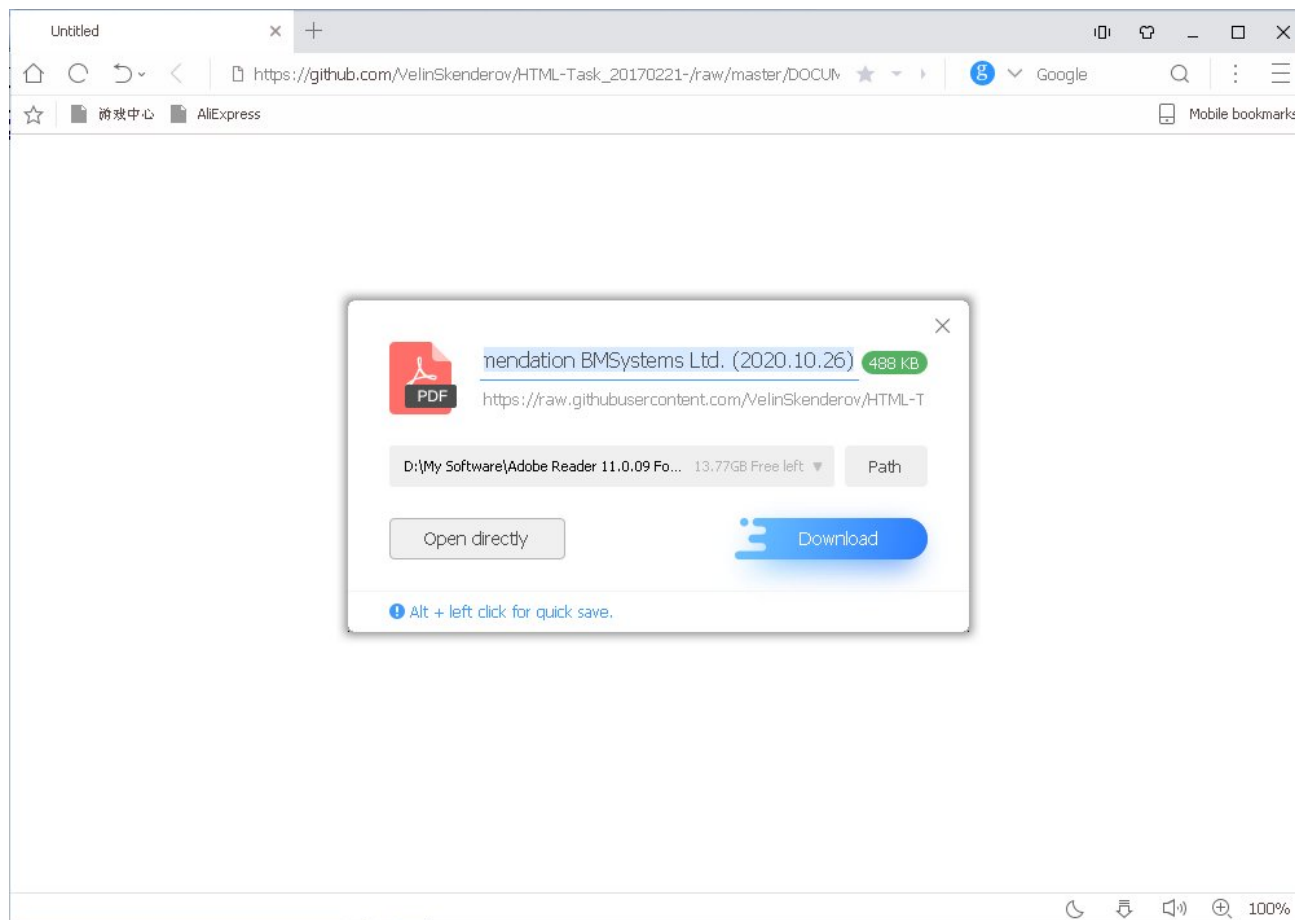 Untitled
https://github.com/VelinSkenderov/HTML-Task_20170221-/raw/master/DOCUM
Google
游戏中心
AliExpress
Mobile bookmarks
mendation BMSystems Ltd. (2020.10.26)
488 KB
PDF
https://raw.githubusercontent.com/VelinSkenderov/HTML-T
D:\My Software\Adobe Reader 11.0.09 Fo... 13.77GB Free left
Path
Open directly
Download
Alt + left click for quick save.
100%